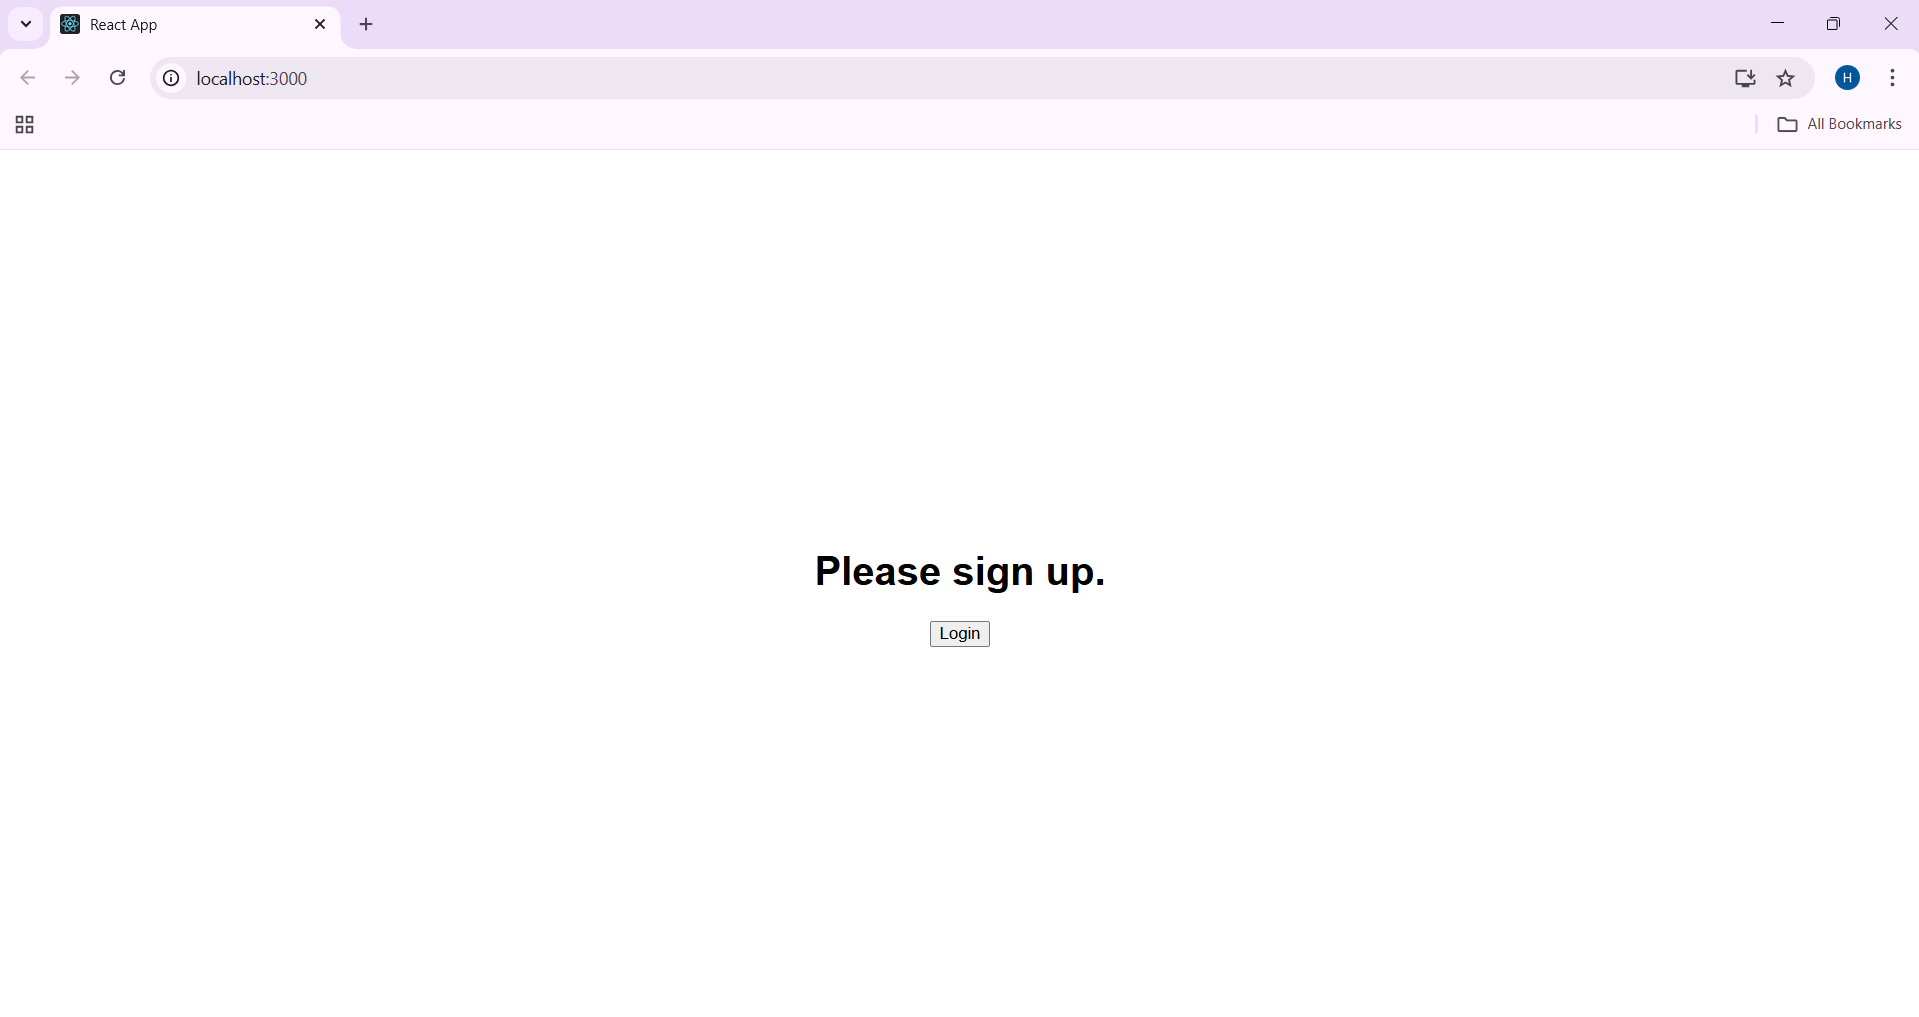 React App
localhost:3000
H
All Bookmarks
Please sign up.
Login